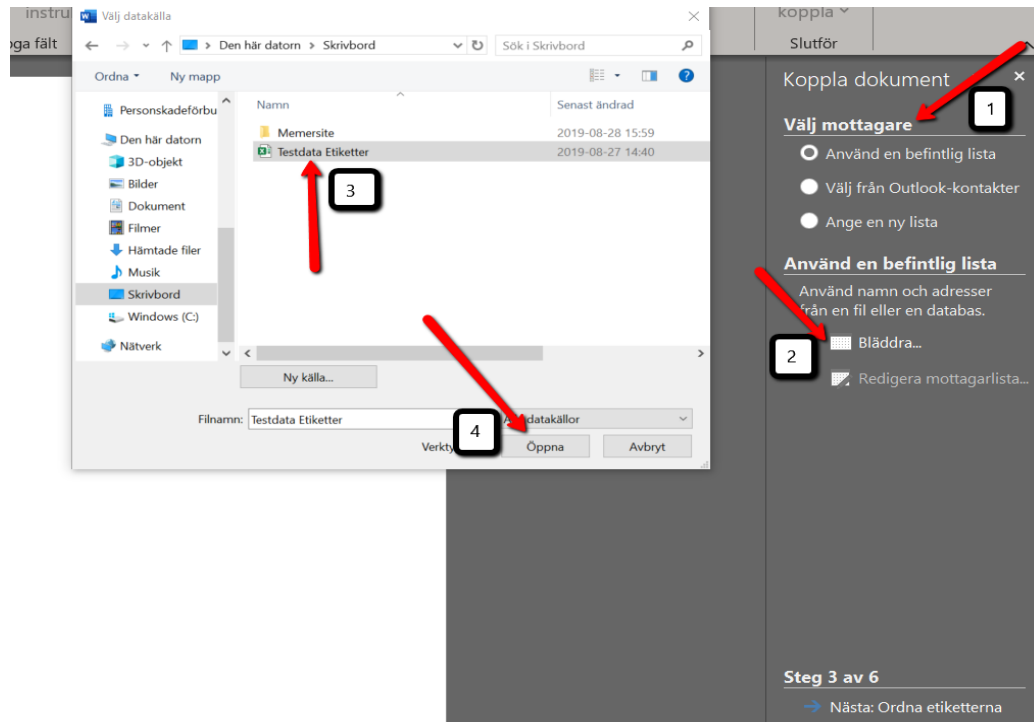 instru
oga fält
koppla
Slutför
Välj datakälla
Den här datorn > Skrivbord
Sök i Skrivbord
Ordna
Ny mapp
Personskadeförbu
Den här datorn
3D-objekt
Bilder
Dokument
Filmer
Hämtade filer
Musik
Skrivbord
Windows (C:)
Nätverk
Namn
Senast ändrad
Memersite
2019-08-28 15:59
Testdata Etiketter
2019-08-27 14:40
3
Ny källa...
Filnamn:
Testdata Etiketter
datakällor
4
Verkty
Öppna
Avbryt
Koppla dokument
1
Välj mottagare
Använd en befintlig lista
Välj från Outlook-kontakter
Ange en ny lista
Använd en befintlig lista
Använd namn och adresser
från en fil eller en databas.
2
Bläddra...
Redigera mottagarlista...
Steg 3 av 6
Nästa: Ordna etiketterna